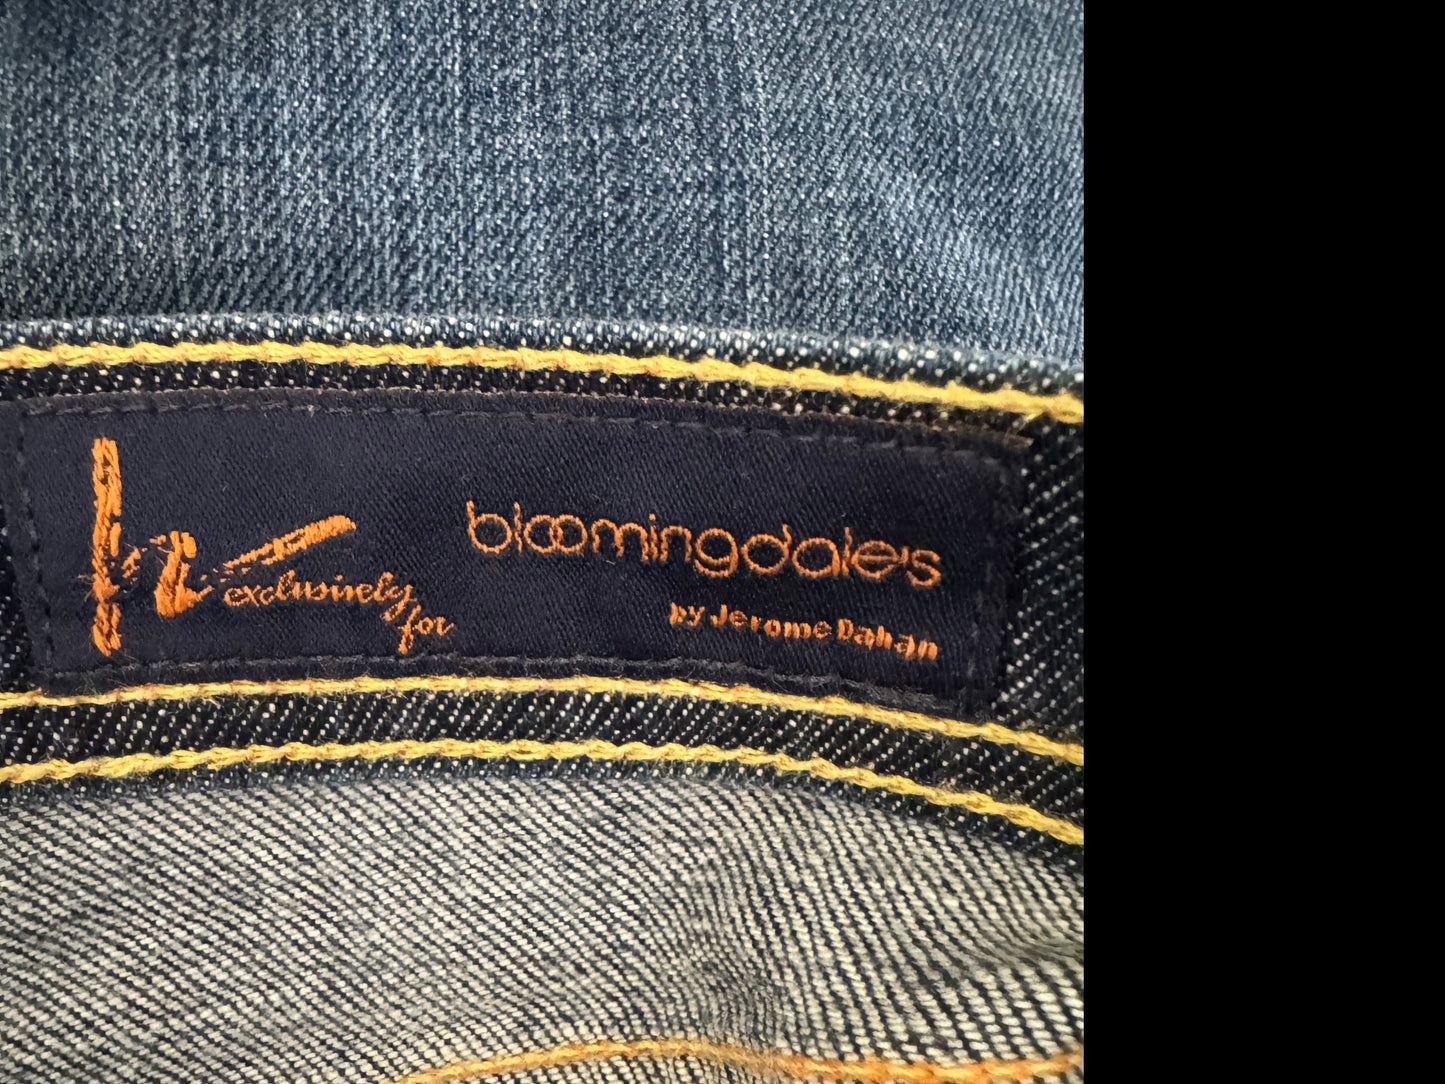 exclusively
for
bloomingdale's
by Jerome Dahan